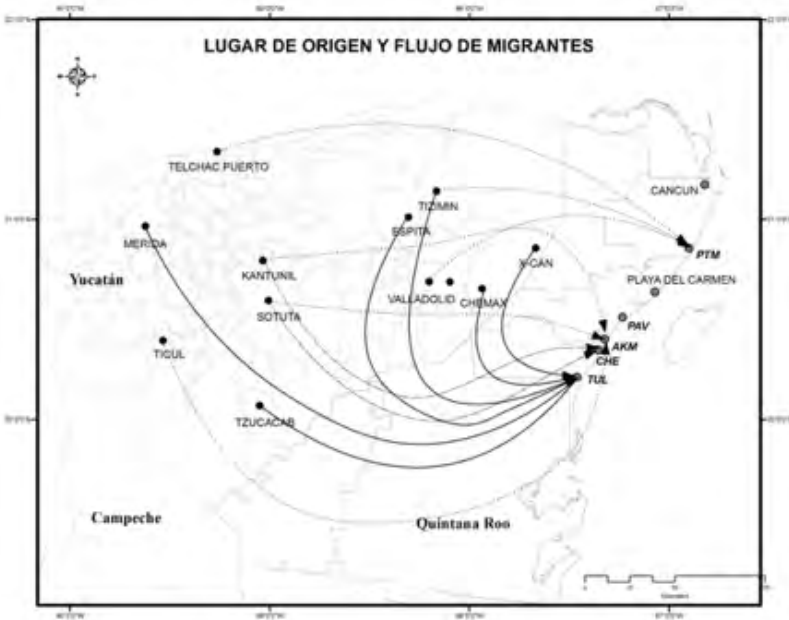 LUGAR DE ORIGEN Y FLUJO DE MIGRANTES
TELCHAC PUERTO
CANCUN
TIZIMIN
ESPITA
MERIDA
X-CAN
PTM
KANTUNIL
Yucatán
VALLADOLID
CHEMAX
PLAYA DEL CARMEN
SOTUTA
PAV
TICUL
AKM
CHE
TUL
TZUCACAB
Campeche
Quintana Roo